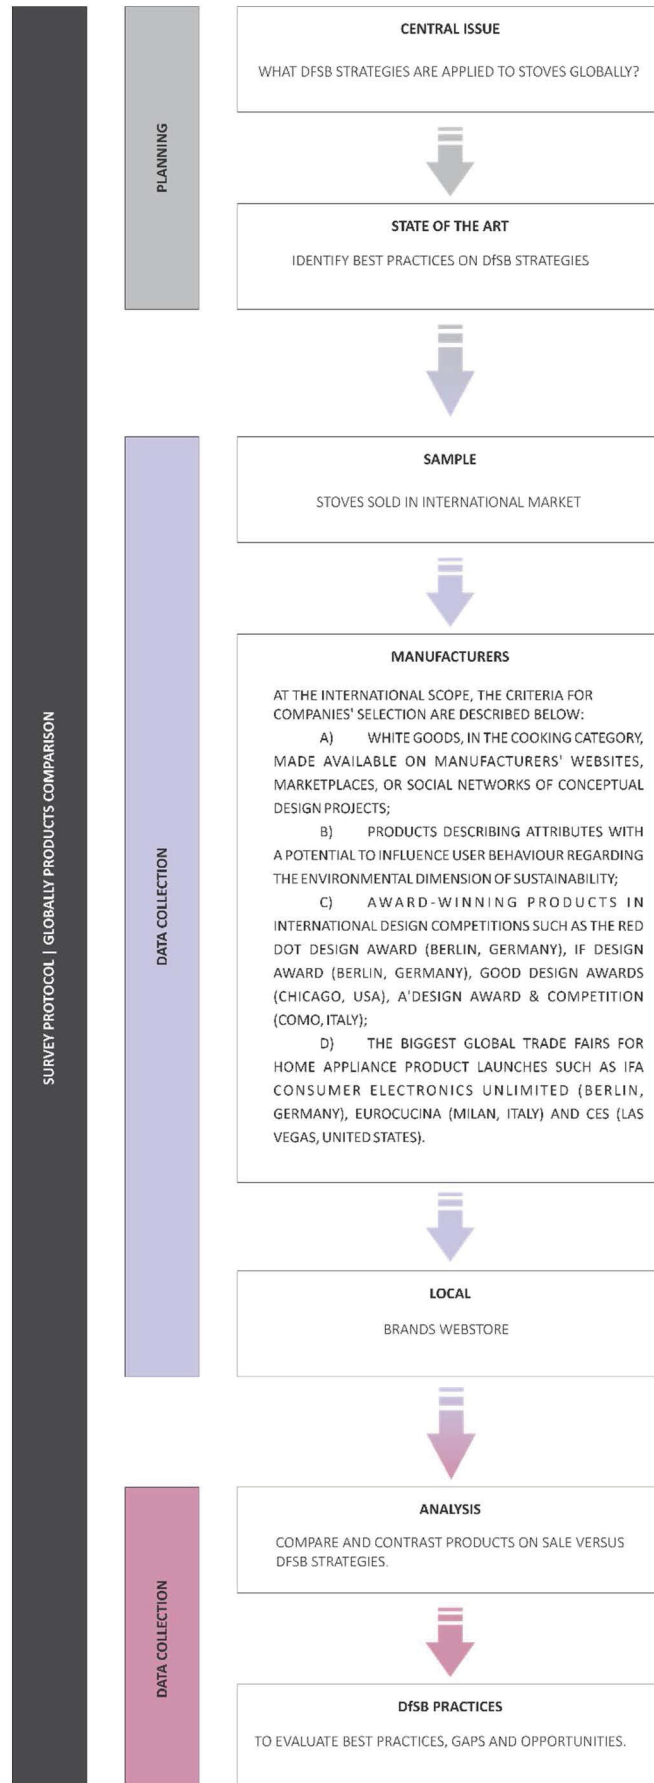 SURVEY PROTOCOL | GLOBALLY PRODUCTS COMPARISON
PLANNING
CENTRAL ISSUE
WHAT DFSB STRATEGIES ARE APPLIED TO STOVES GLOBALLY?
STATE OF THE ART
IDENTIFY BEST PRACTICES ON DfSB STRATEGIES
DATA COLLECTION
SAMPLE
STOVES SOLD IN INTERNATIONAL MARKET
MANUFACTURERS
AT THE INTERNATIONAL SCOPE, THE CRITERIA FOR
COMPANIES' SELECTION ARE DESCRIBED BELOW:
A) WHITE GOODS, IN THE COOKING CATEGORY,
MADE AVAILABLE ON MANUFACTURERS' WEBSITES,
MARKETPLACES, OR SOCIAL NETWORKS OF CONCEPTUAL
DESIGN PROJECTS;
B) PRODUCTS DESCRIBING ATTRIBUTES WITH
A POTENTIAL TO INFLUENCE USER BEHAVIOUR REGARDING
THE ENVIRONMENTAL DIMENSION OF SUSTAINABILITY;
C) AWARD-WINNING PRODUCTS IN
INTERNATIONAL DESIGN COMPETITIONS SUCH AS THE RED
DOT DESIGN AWARD (BERLIN, GERMANY), IF DESIGN
AWARD (BERLIN, GERMANY), GOOD DESIGN AWARDS
(CHICAGO, USA), A'DESIGN AWARD & COMPETITION
(COMO, ITALY);
D) THE BIGGEST GLOBAL TRADE FAIRS FOR
HOME APPLIANCE PRODUCT LAUNCHES SUCH AS IFA
CONSUMER ELECTRONICS UNLIMITED (BERLIN,
GERMANY), EUROCUCINA (MILAN, ITALY) AND CES (LAS
VEGAS, UNITED STATES).
LOCAL
BRANDS WEBSTORE
DATA COLLECTION
ANALYSIS
COMPARE AND CONTRAST PRODUCTS ON SALE VERSUS
DFSB STRATEGIES.
DfSB PRACTICES
TO EVALUATE BEST PRACTICES, GAPS AND OPPORTUNITIES.